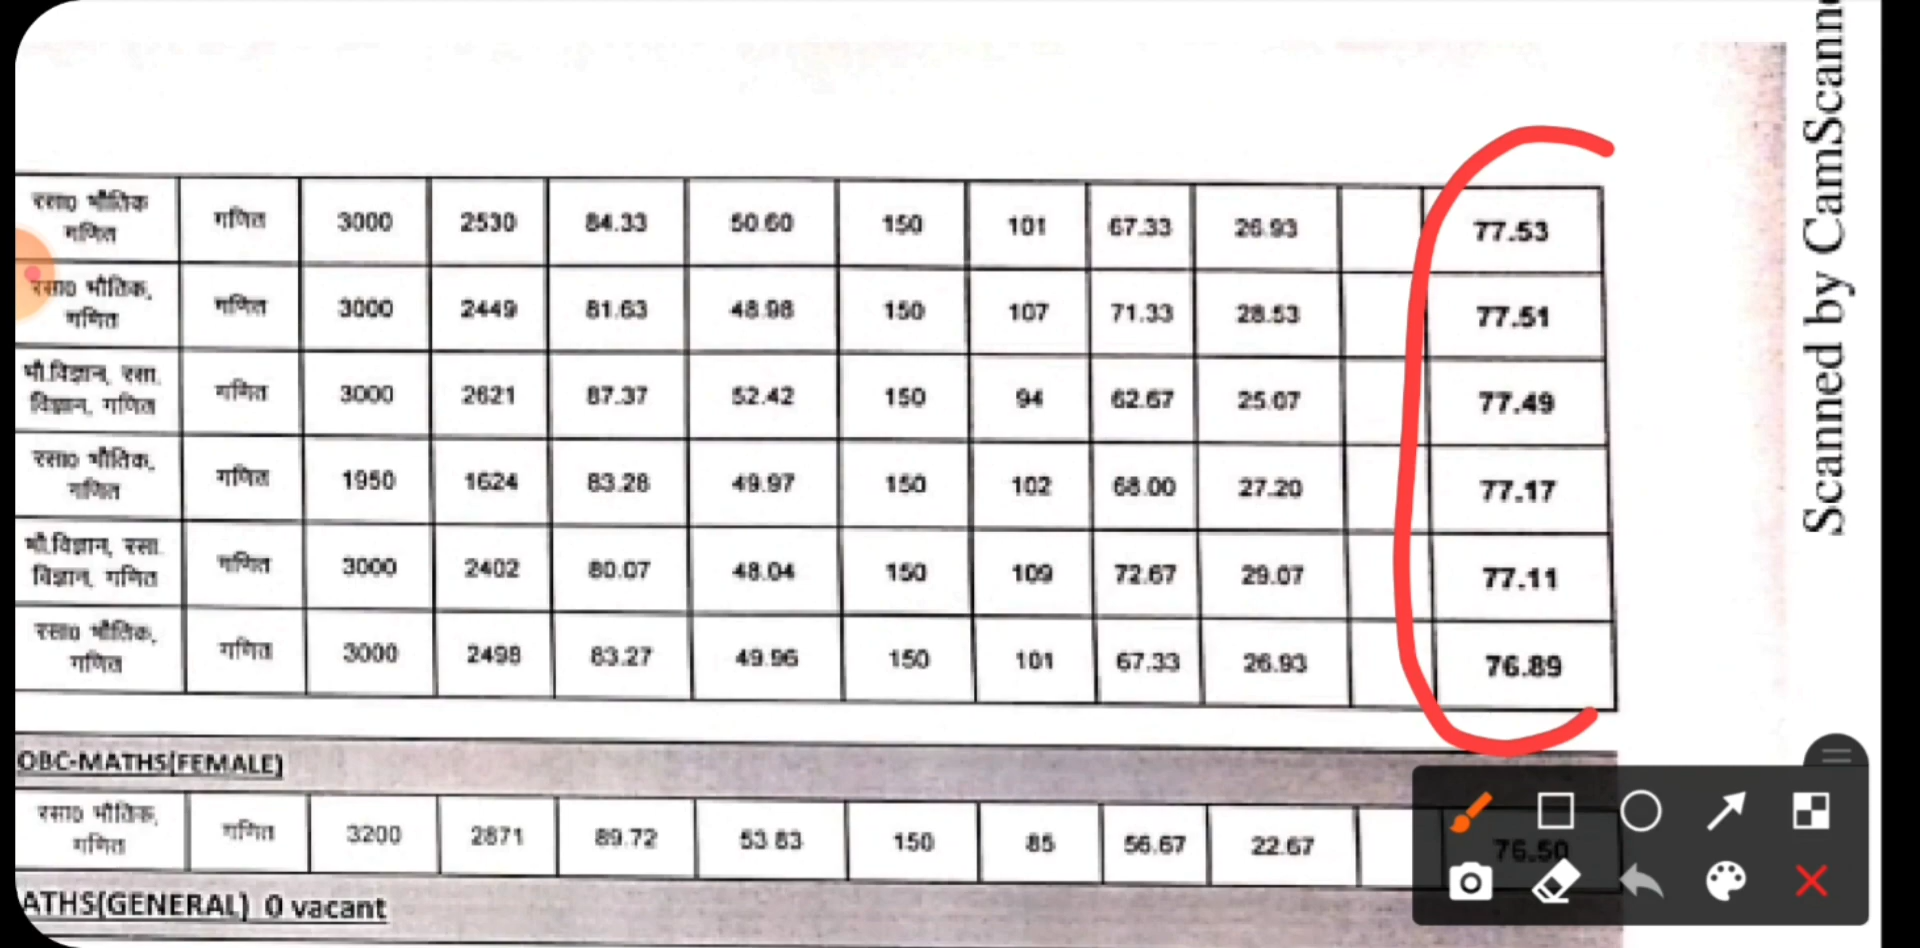 रसा0 भौतिक गणित गणित 3000 2530 84.33 50.60 150 101 67.33 26.93 77.53
रसा0 भौतिक, गणित गणित 3000 2449 81.63 48.98 150 107 71.33 28.53 77.51
भौ.विज्ञान, रसा. विज्ञान, गणित गणित 3000 2621 87.37 52.42 150 94 62.67 25.07 77.49
रसा0 भौतिक, गणित गणित 1950 1624 83.28 49.97 150 102 68.00 27.20 77.17
भौ.विज्ञान, रसा. विज्ञान, गणित गणित 3000 2402 80.07 48.04 150 109 72.67 29.07 77.11
रसा0 भौतिक, गणित गणित 3000 2498 83.27 49.96 150 101 67.33 26.93 76.89
OBC-MATHS(FEMALE)
रसा0 भौतिक, गणित गणित 3200 2871 89.72 53.83 150 85 56.67 22.67 76.50
ATHS(GENERAL) 0 vacant
Scanned by CamScanne